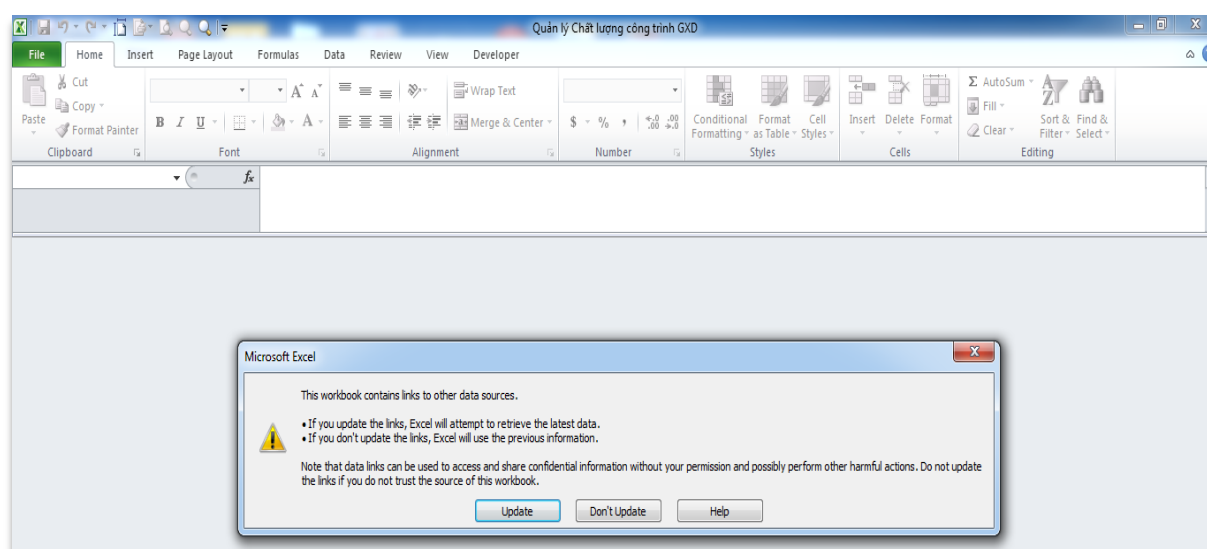 Quản lý Chất lượng công trình GXD
File Home Insert Page Layout Formulas Data Review View Developer
Paste
Cut
Copy
Format Painter
Clipboard
B I U
A A
A
Font
Wrap Text
Merge & Center
Alignment
$ % ,
.0 .00
.00 .0
Number
Conditional Formatting
Format as Table
Cell Styles
Styles
Insert Delete Format
Cells
Σ AutoSum
Fill
Clear
Sort & Filter
Find & Select
Editing
fx
Microsoft Excel
This workbook contains links to other data sources.
• If you update the links, Excel will attempt to retrieve the latest data.
• If you don't update the links, Excel will use the previous information.
Note that data links can be used to access and share confidential information without your permission and possibly perform other harmful actions. Do not update
the links if you do not trust the source of this workbook.
Update Don't Update Help